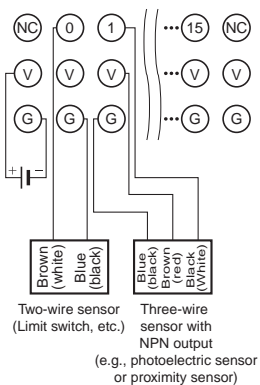 NC 0 1 ••• 15 NC
V V V ••• V V
G G G ••• G G
+ −
Brown
(white)
Blue
(black)
Blue
(black)
Brown
(red)
Black
(White)
Two-wire sensor
(Limit switch, etc.)
Three-wire
sensor with
NPN output
(e.g., photoelectric sensor
or proximity sensor)